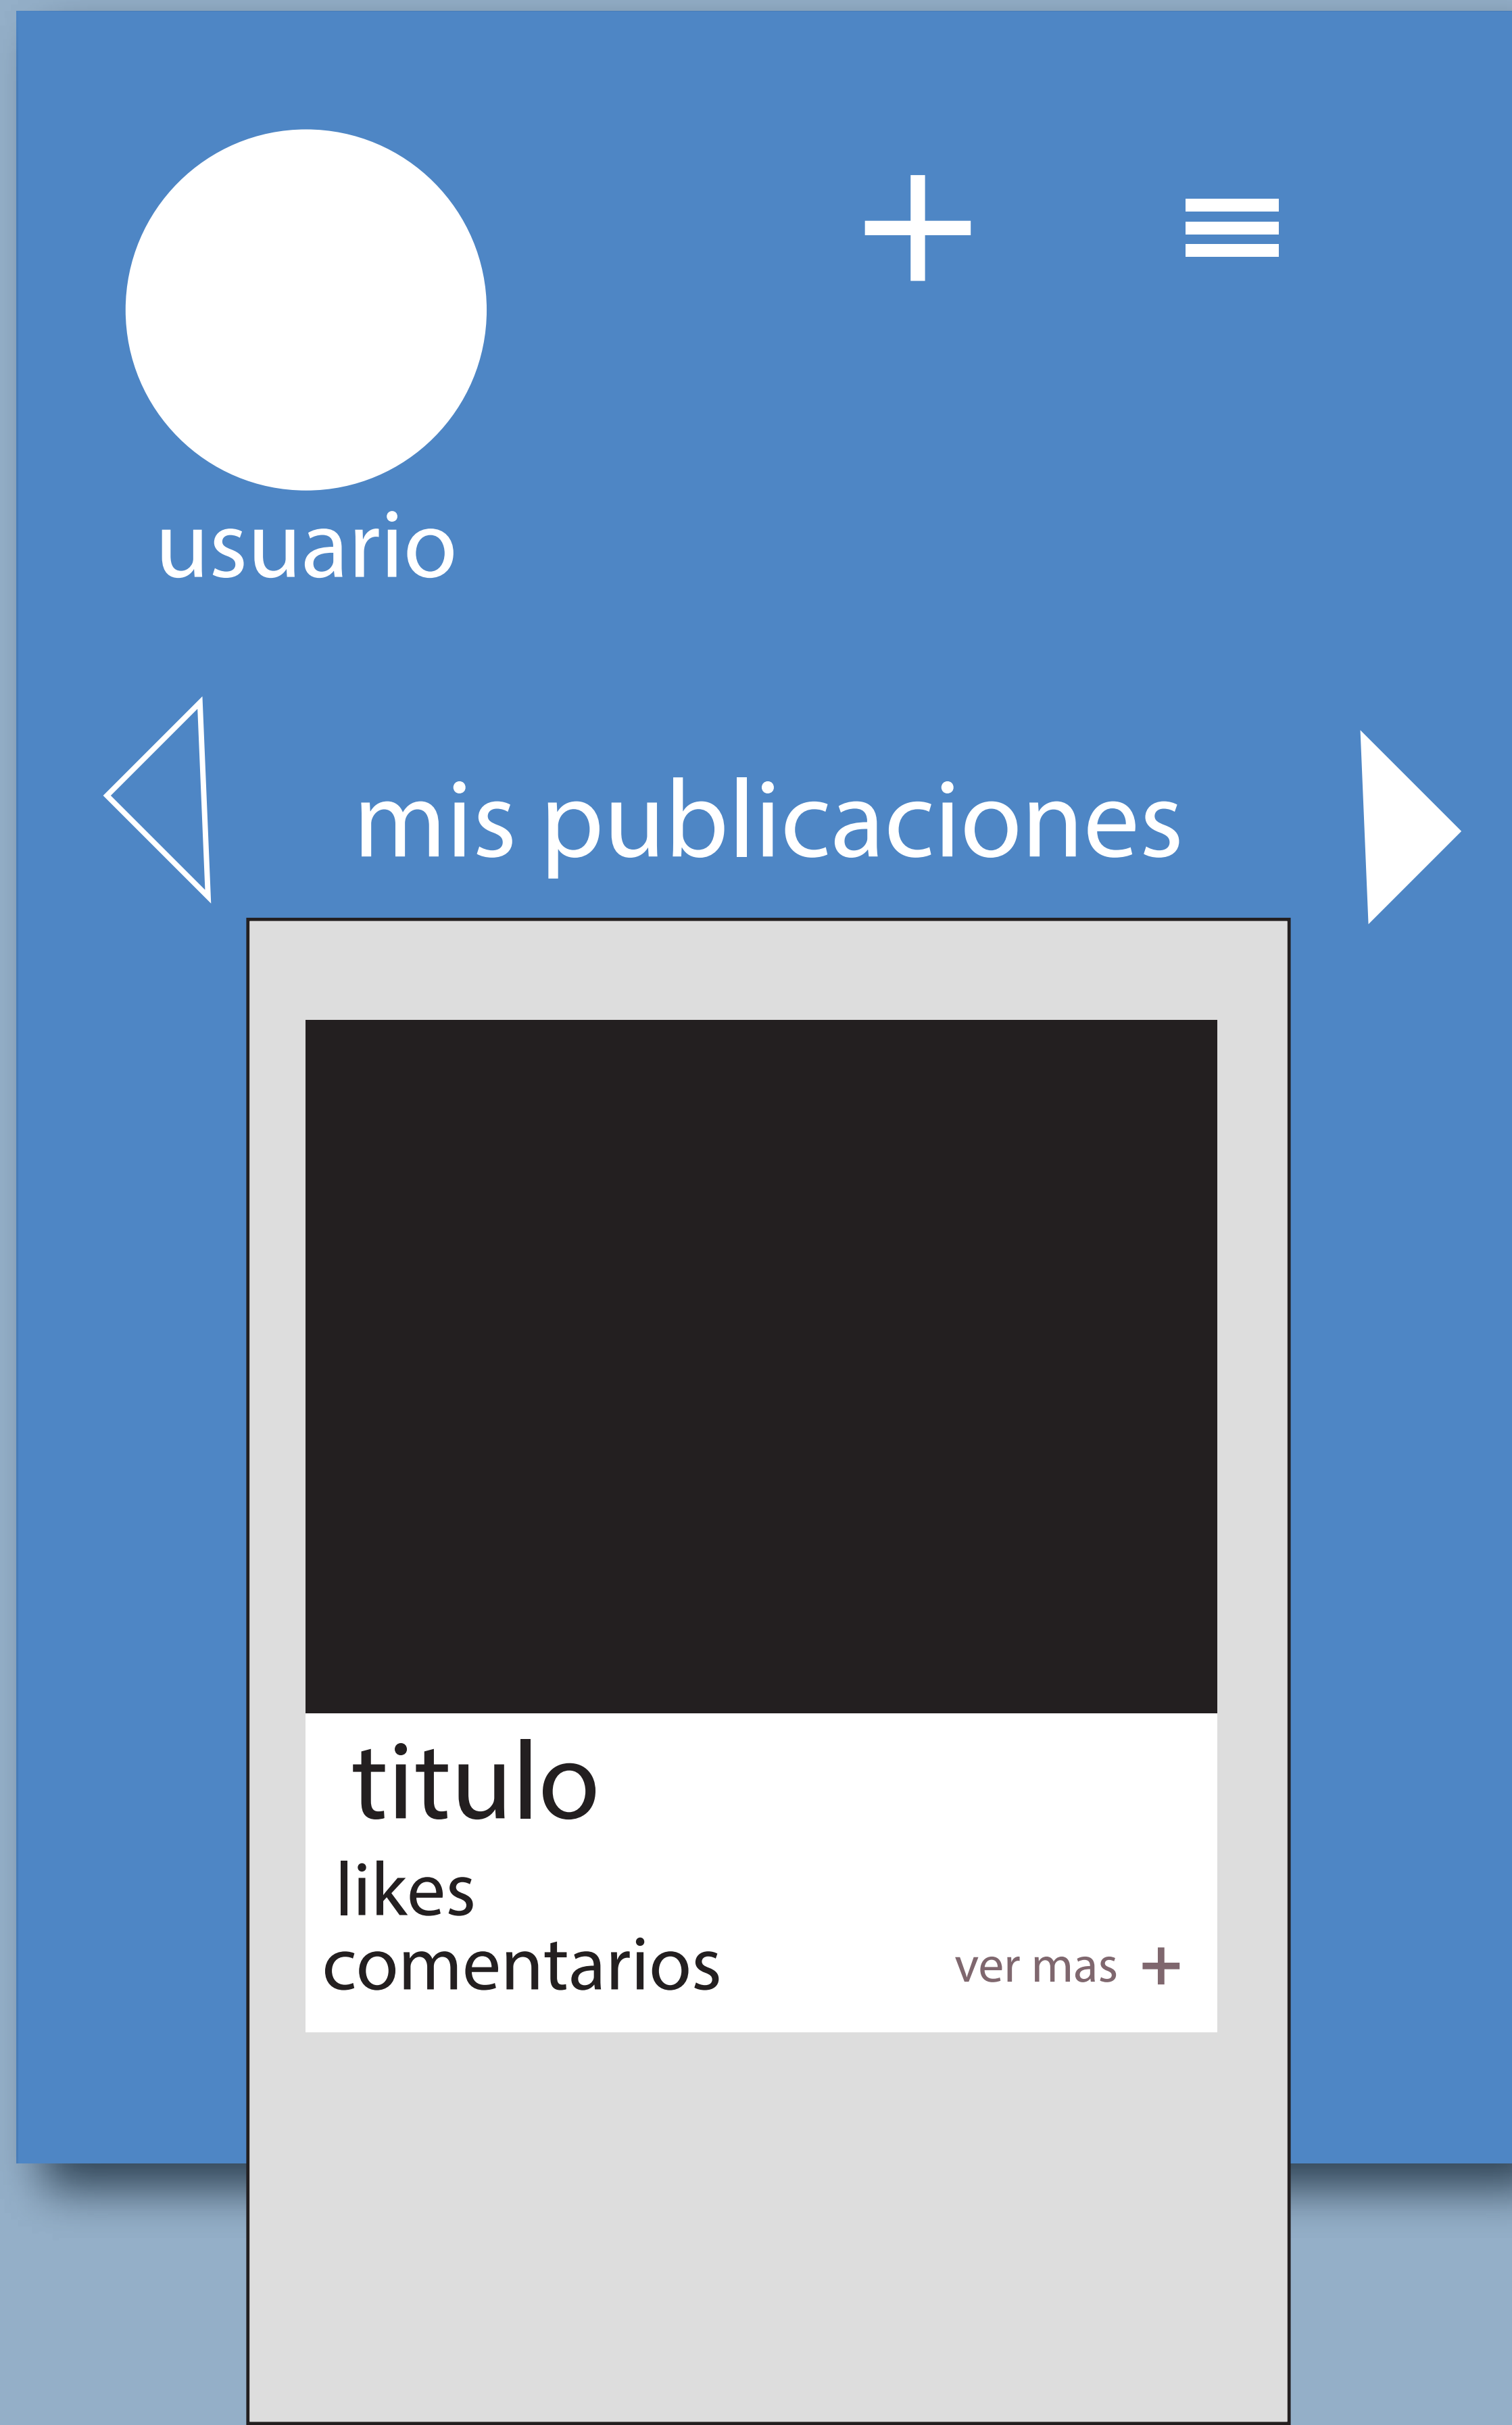 usuario
mis publicaciones
titulo
likes
comentarios
ver mas +